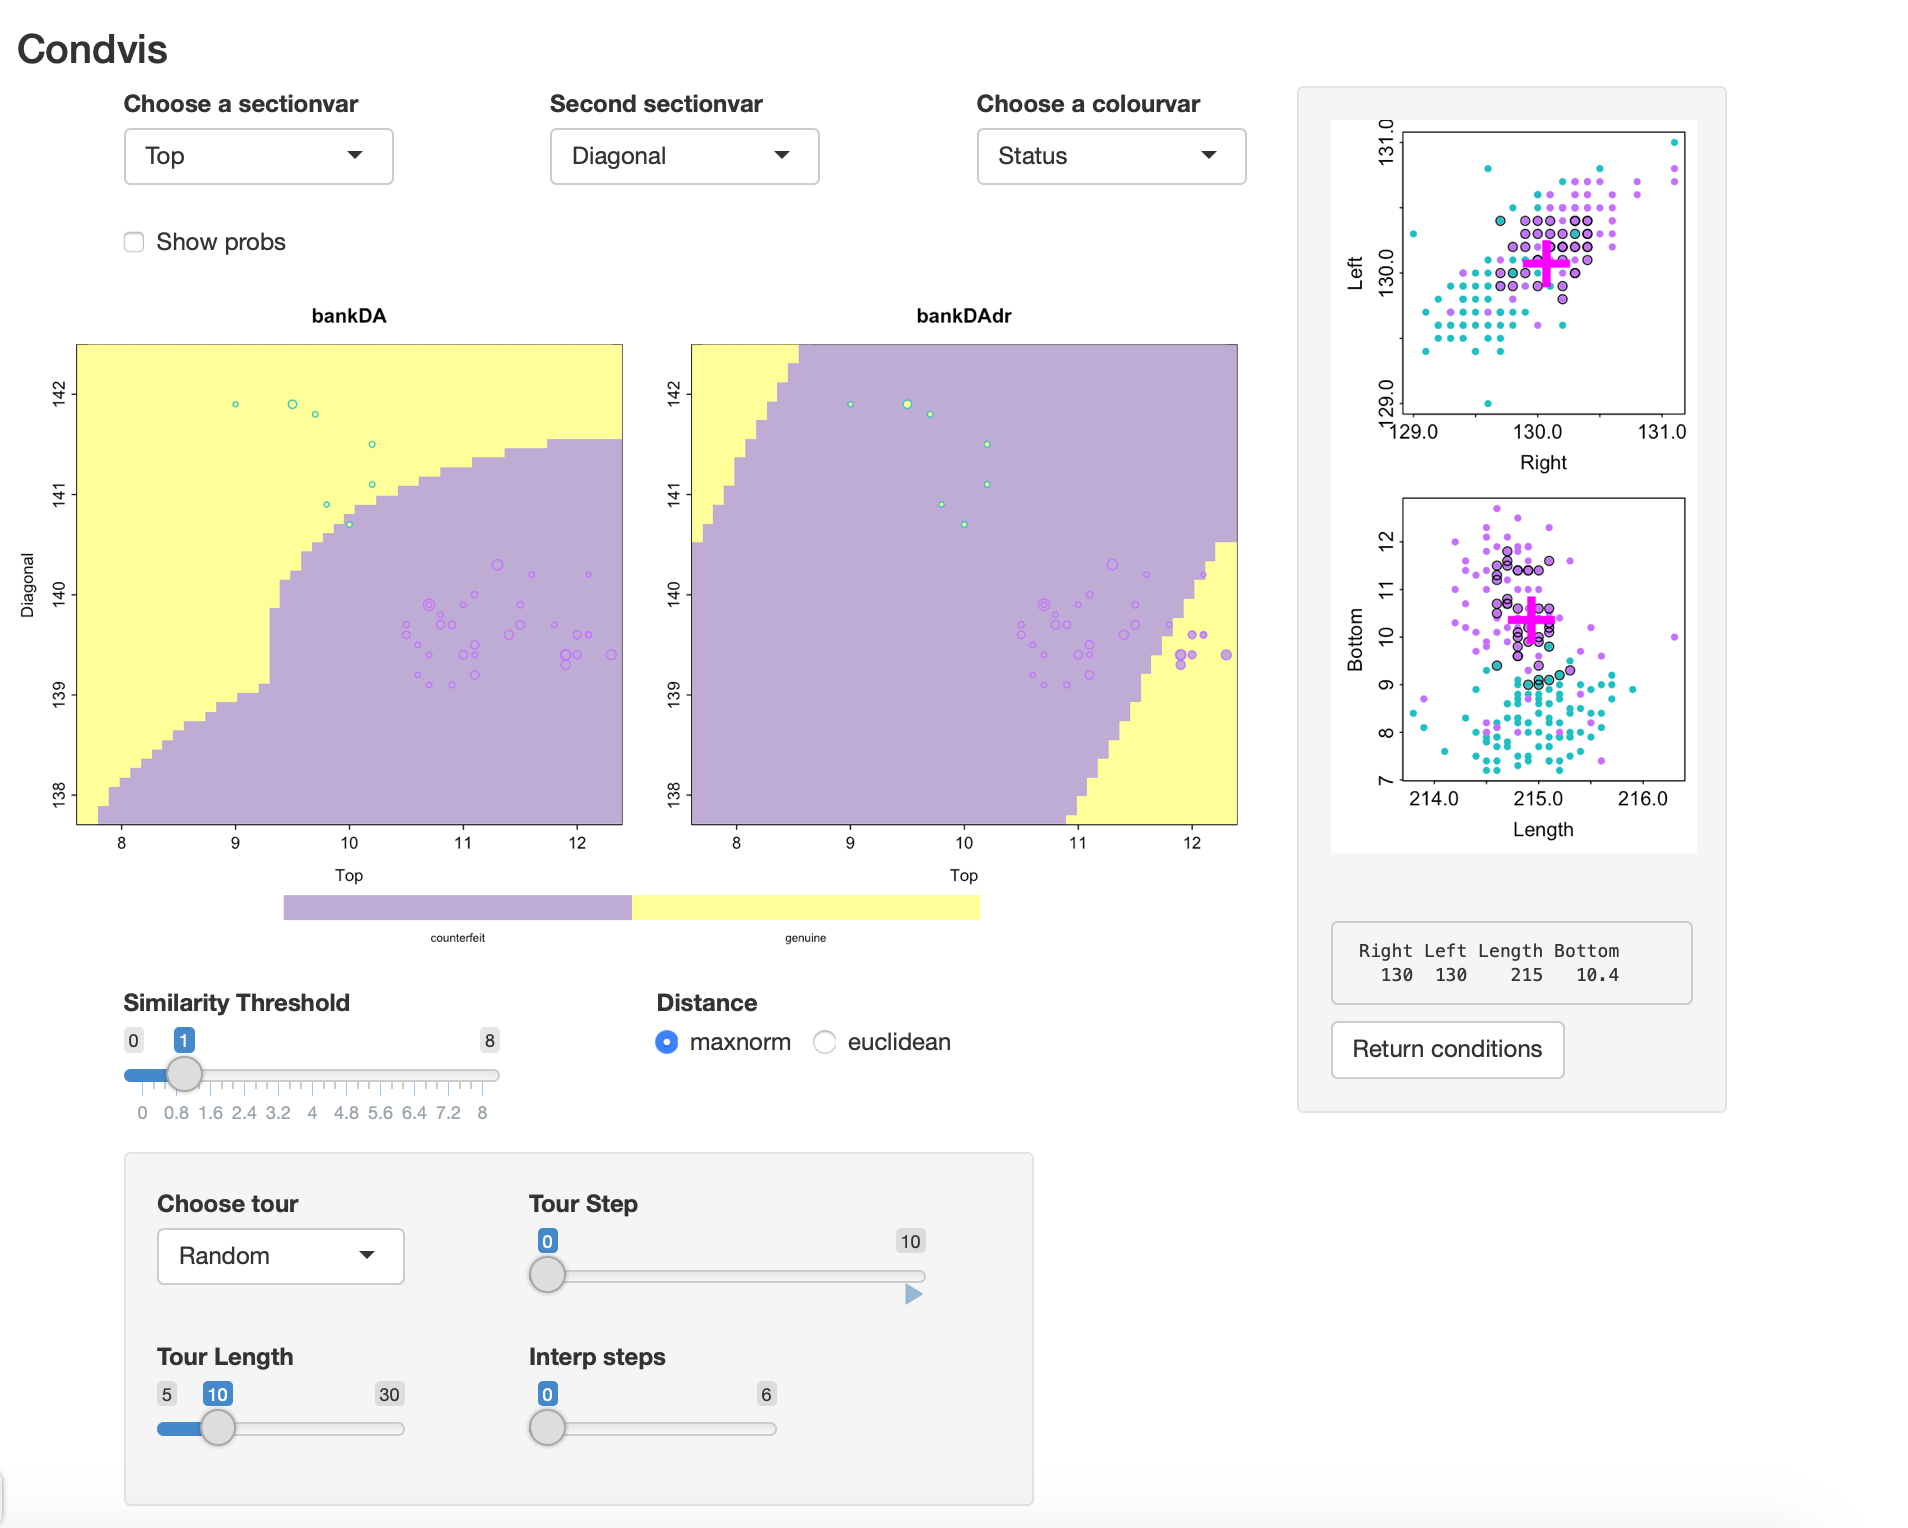 Condvis
Choose a sectionvar
Second sectionvar
Choose a colourvar
Top
Diagonal
Status
Show probs
bankDA
bankDAdr
Diagonal
142
141
140
139
138
142
141
140
139
138
8 9 10 11 12
8 9 10 11 12
Top
Top
counterfeit
genuine
Left
131.0
130.0
129.0
129.0 130.0 131.0
Right
Bottom
12
11
10
9
8
7
214.0 215.0 216.0
Length
Right Left Length Bottom
130 130 215 10.4
Return conditions
Similarity Threshold
0 1 8
0 0.8 1.6 2.4 3.2 4 4.8 5.6 6.4 7.2 8
Distance
maxnorm
euclidean
Choose tour
Random
Tour Step
0 10
Tour Length
5 10 30
Interp steps
0 6